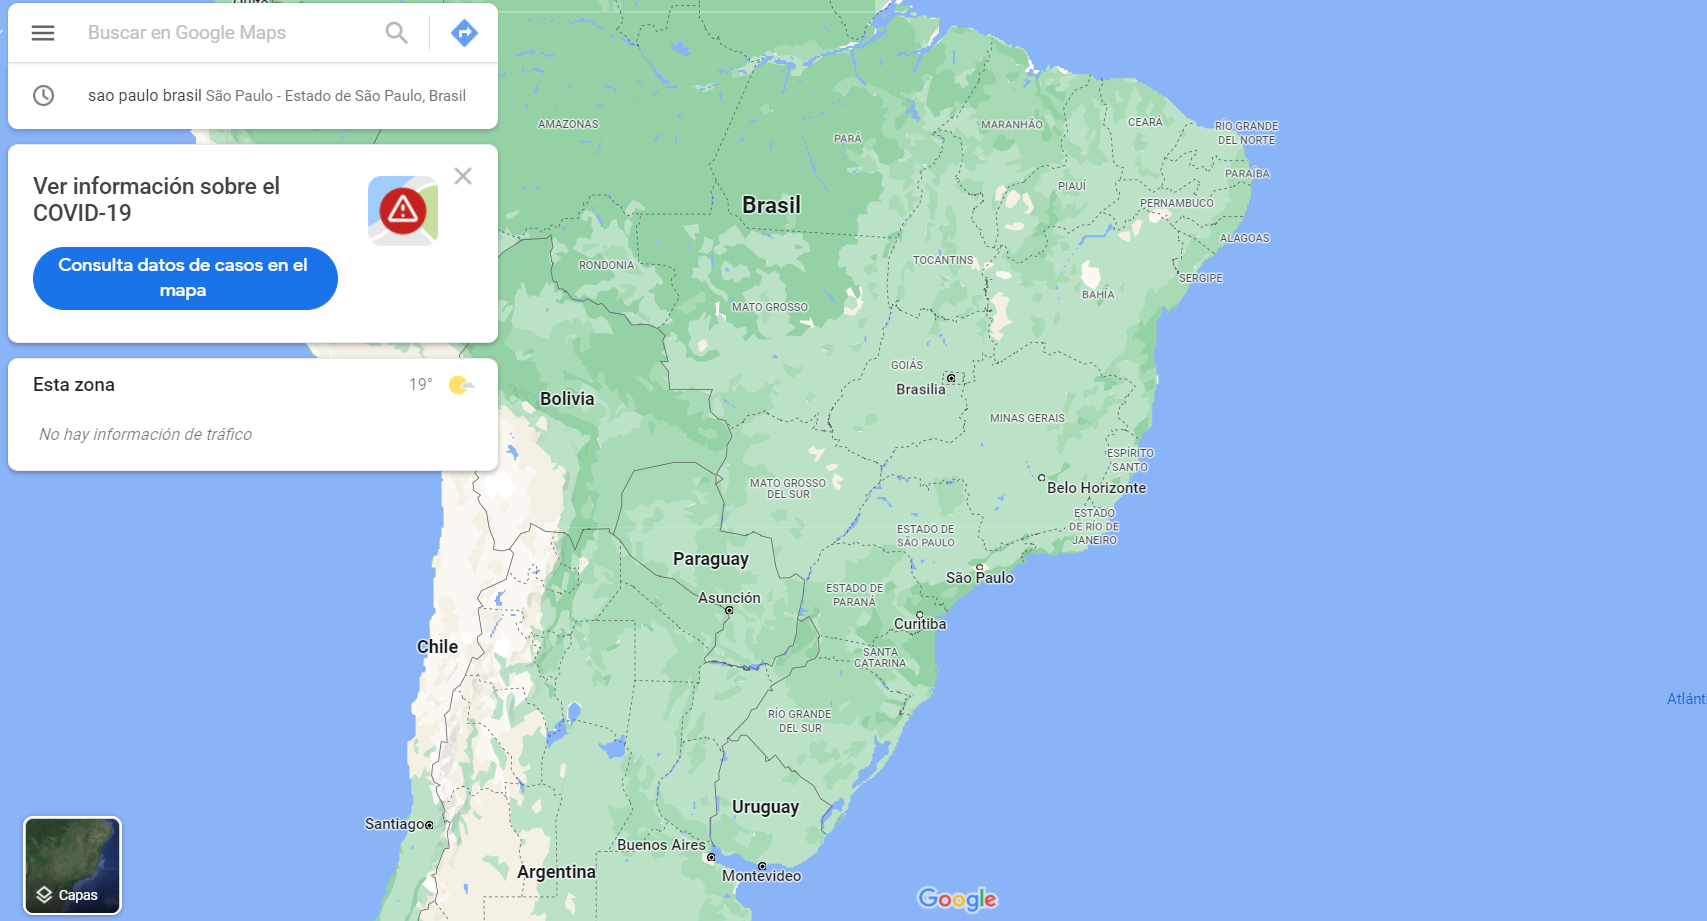 Buscar en Google Maps
sao paulo brasil São Paulo - Estado de São Paulo, Brasil
Ver información sobre el
COVID-19
Consulta datos de casos en el
mapa
Esta zona
19°
No hay información de tráfico
AMAZONAS
PARÁ
MARANHÃO
CEARÁ
RÍO GRANDE
DEL NORTE
PARAÍBA
PIAUÍ
PERNAMBUCO
Brasil
ALAGOAS
RONDONIA
TOCANTINS
SERGIPE
BAHÍA
MATO GROSSO
GOIÁS
Brasilia
Bolivia
MINAS GERAIS
ESPÍRITO
SANTO
MATO GROSSO
DEL SUR
Belo Horizonte
ESTADO
DE RÍO DE
JANEIRO
ESTADO DE
SÃO PAULO
Paraguay
São Paulo
Asunción
ESTADO DE
PARANÁ
Curitiba
Chile
SANTA
CATARINA
Atlánt
RÍO GRANDE
DEL SUR
Uruguay
Santiago
Buenos Aires
Argentina
Montevideo
Capas
Google